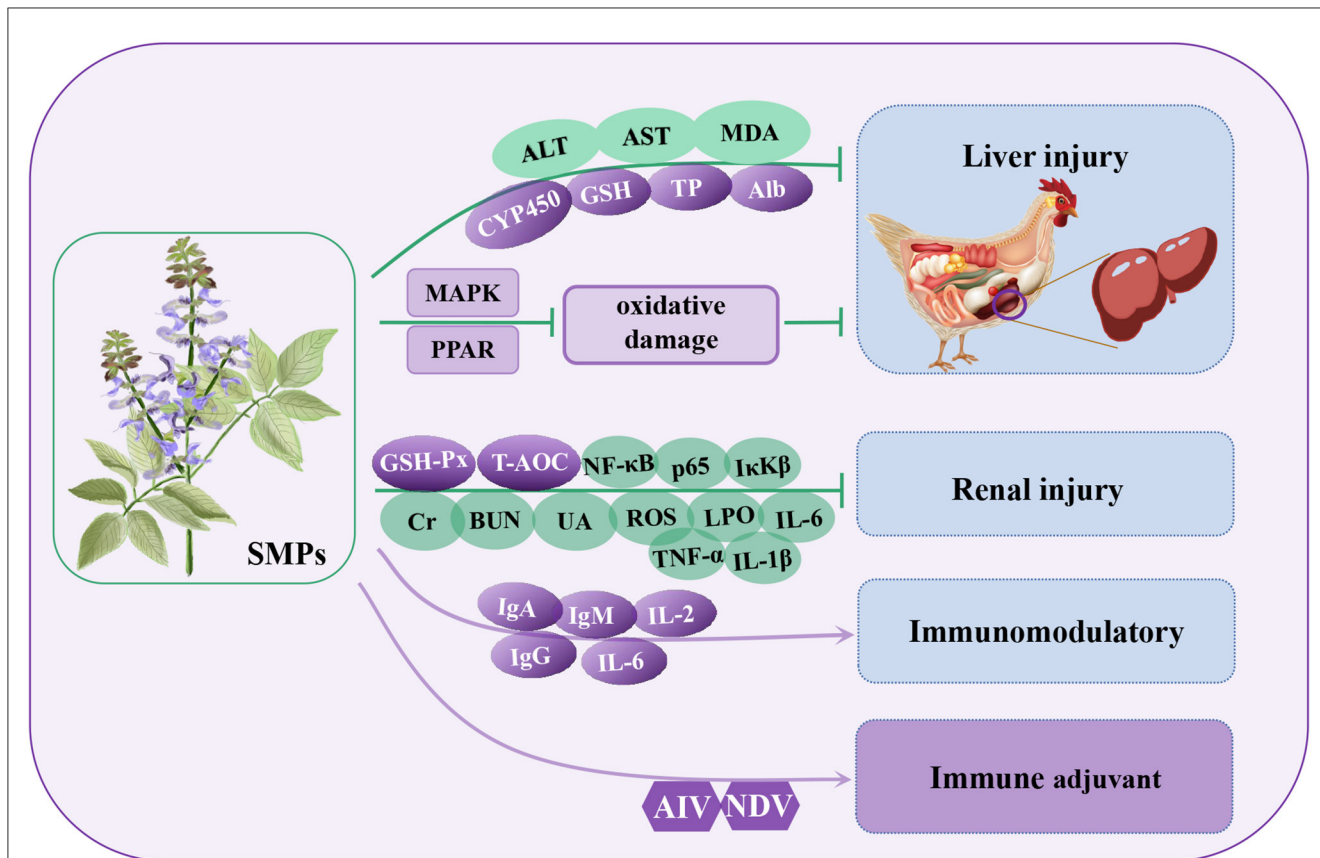 ALT
AST
MDA
CYP450
GSH
TP
Alb
Liver injury
MAPK
PPAR
oxidative
damage
SMPs
GSH-Px
T-AOC
NF-κB
p65
IκKβ
Cr
BUN
UA
ROS
LPO
IL-6
TNF-α
IL-1β
Renal injury
IgA
IgM
IL-2
IgG
IL-6
Immunomodulatory
AIV
NDV
Immune adjuvant